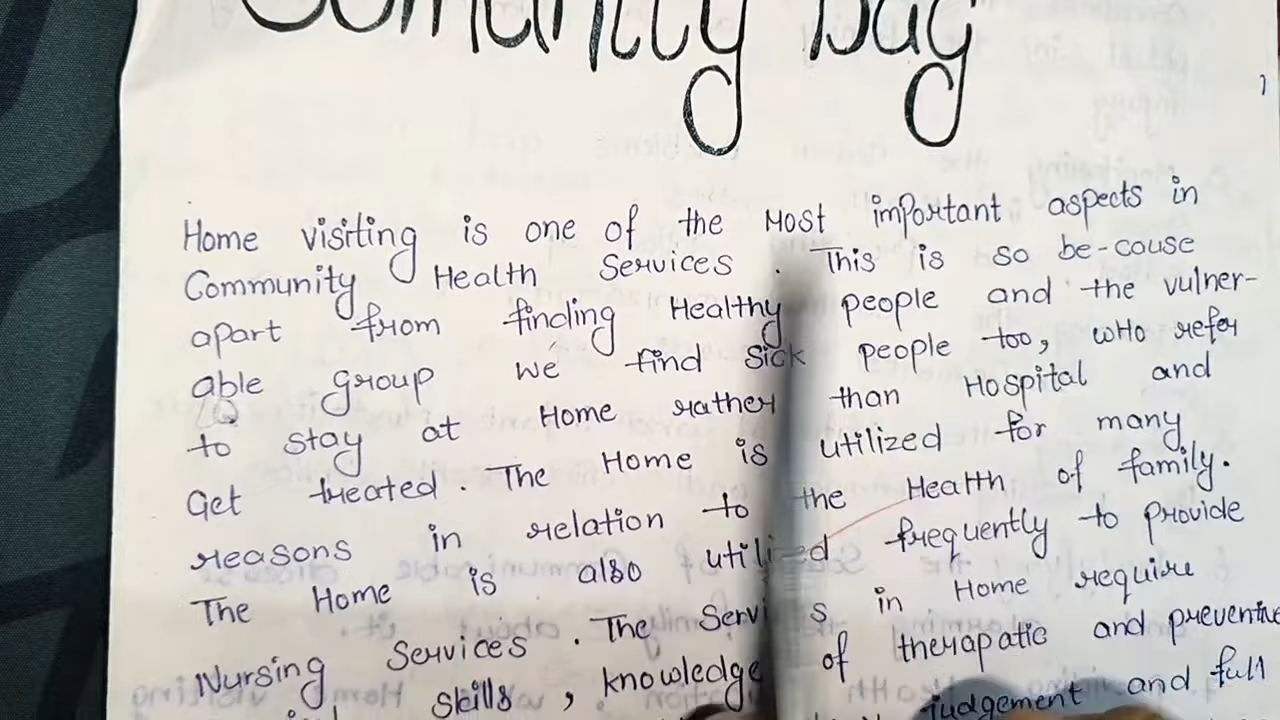 Comunity Bag
Home visiting is one of the most important aspects in
Community Health Services. This is so be-cause
apart from finding Healthy people and the vulner-
able group we find sick people too, who refer
to stay at Home rather than Hospital and
Get treated. The Home is utilized for many
reasons in relation to the Health of family.
The Home is also utilized frequently to provide
Nursing Services. The Services in Home require
skills, knowledge of therapatic and preventive
judgement and full